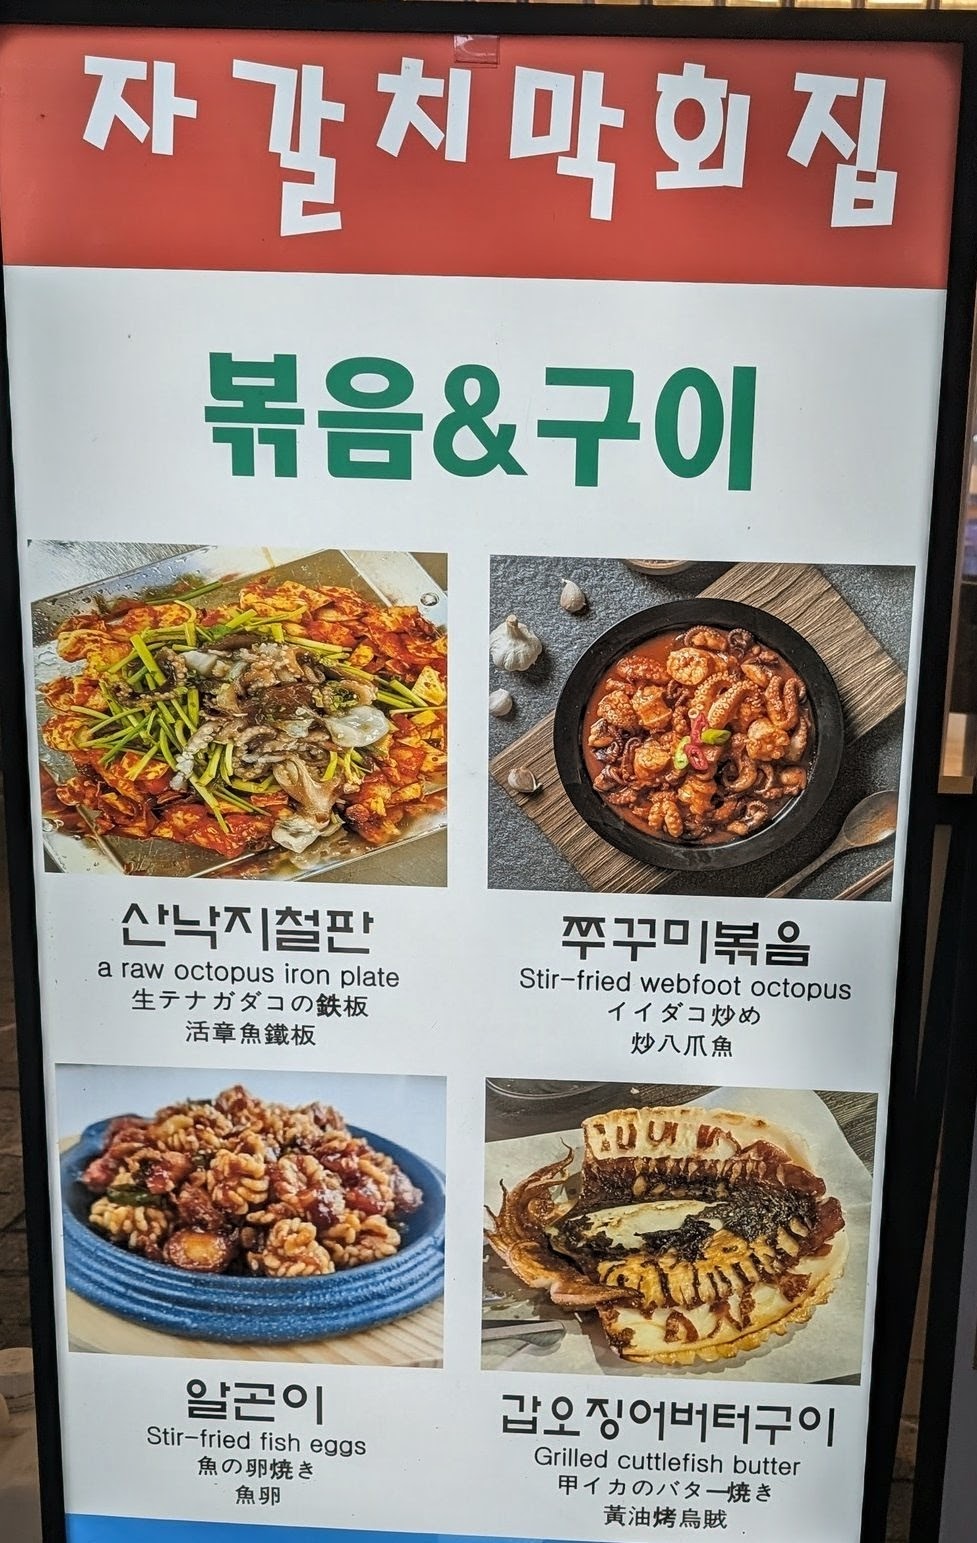 자갈치막회집
볶음&구이
산낙지철판
a raw octopus iron plate
生テナガダコの鉄板
活章魚鐵板
쭈꾸미볶음
Stir-fried webfoot octopus
イイダコ炒め
炒八爪魚
알곤이
Stir-fried fish eggs
魚の卵焼き
魚卵
갑오징어버터구이
Grilled cuttlefish butter
甲イカのバター焼き
黃油烤烏賊